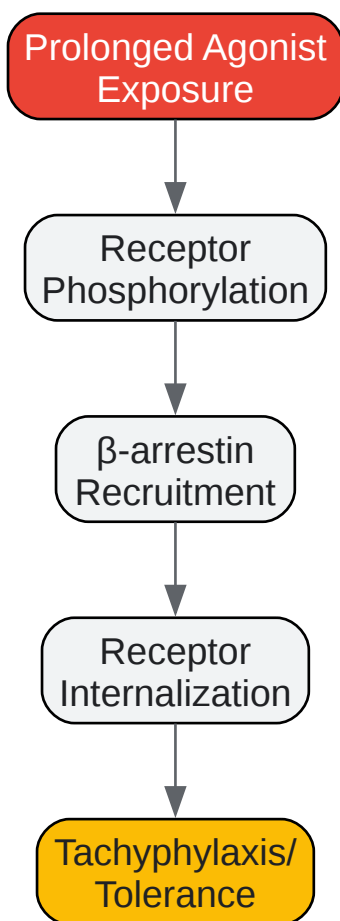 Prolonged Agonist
Exposure
Receptor
Phosphorylation
β-arrestin
Recruitment
Receptor
Internalization
Tachyphylaxis/
Tolerance